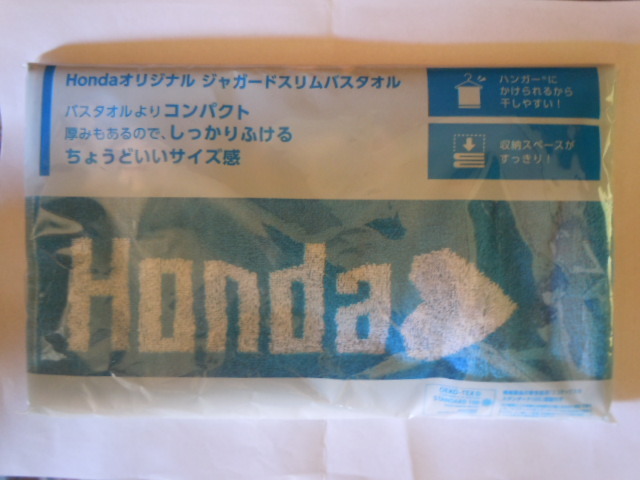 Hondaオリジナル ジャガードスリムバスタオル
バスタオルよりコンパクト
厚みもあるので、しっかりふける
ちょうどいいサイズ感
ハンガー※に
かけられるから
干しやすい!
収納スペースが
すっきり!
Honda
OEKO-TEX®
STANDARD 100